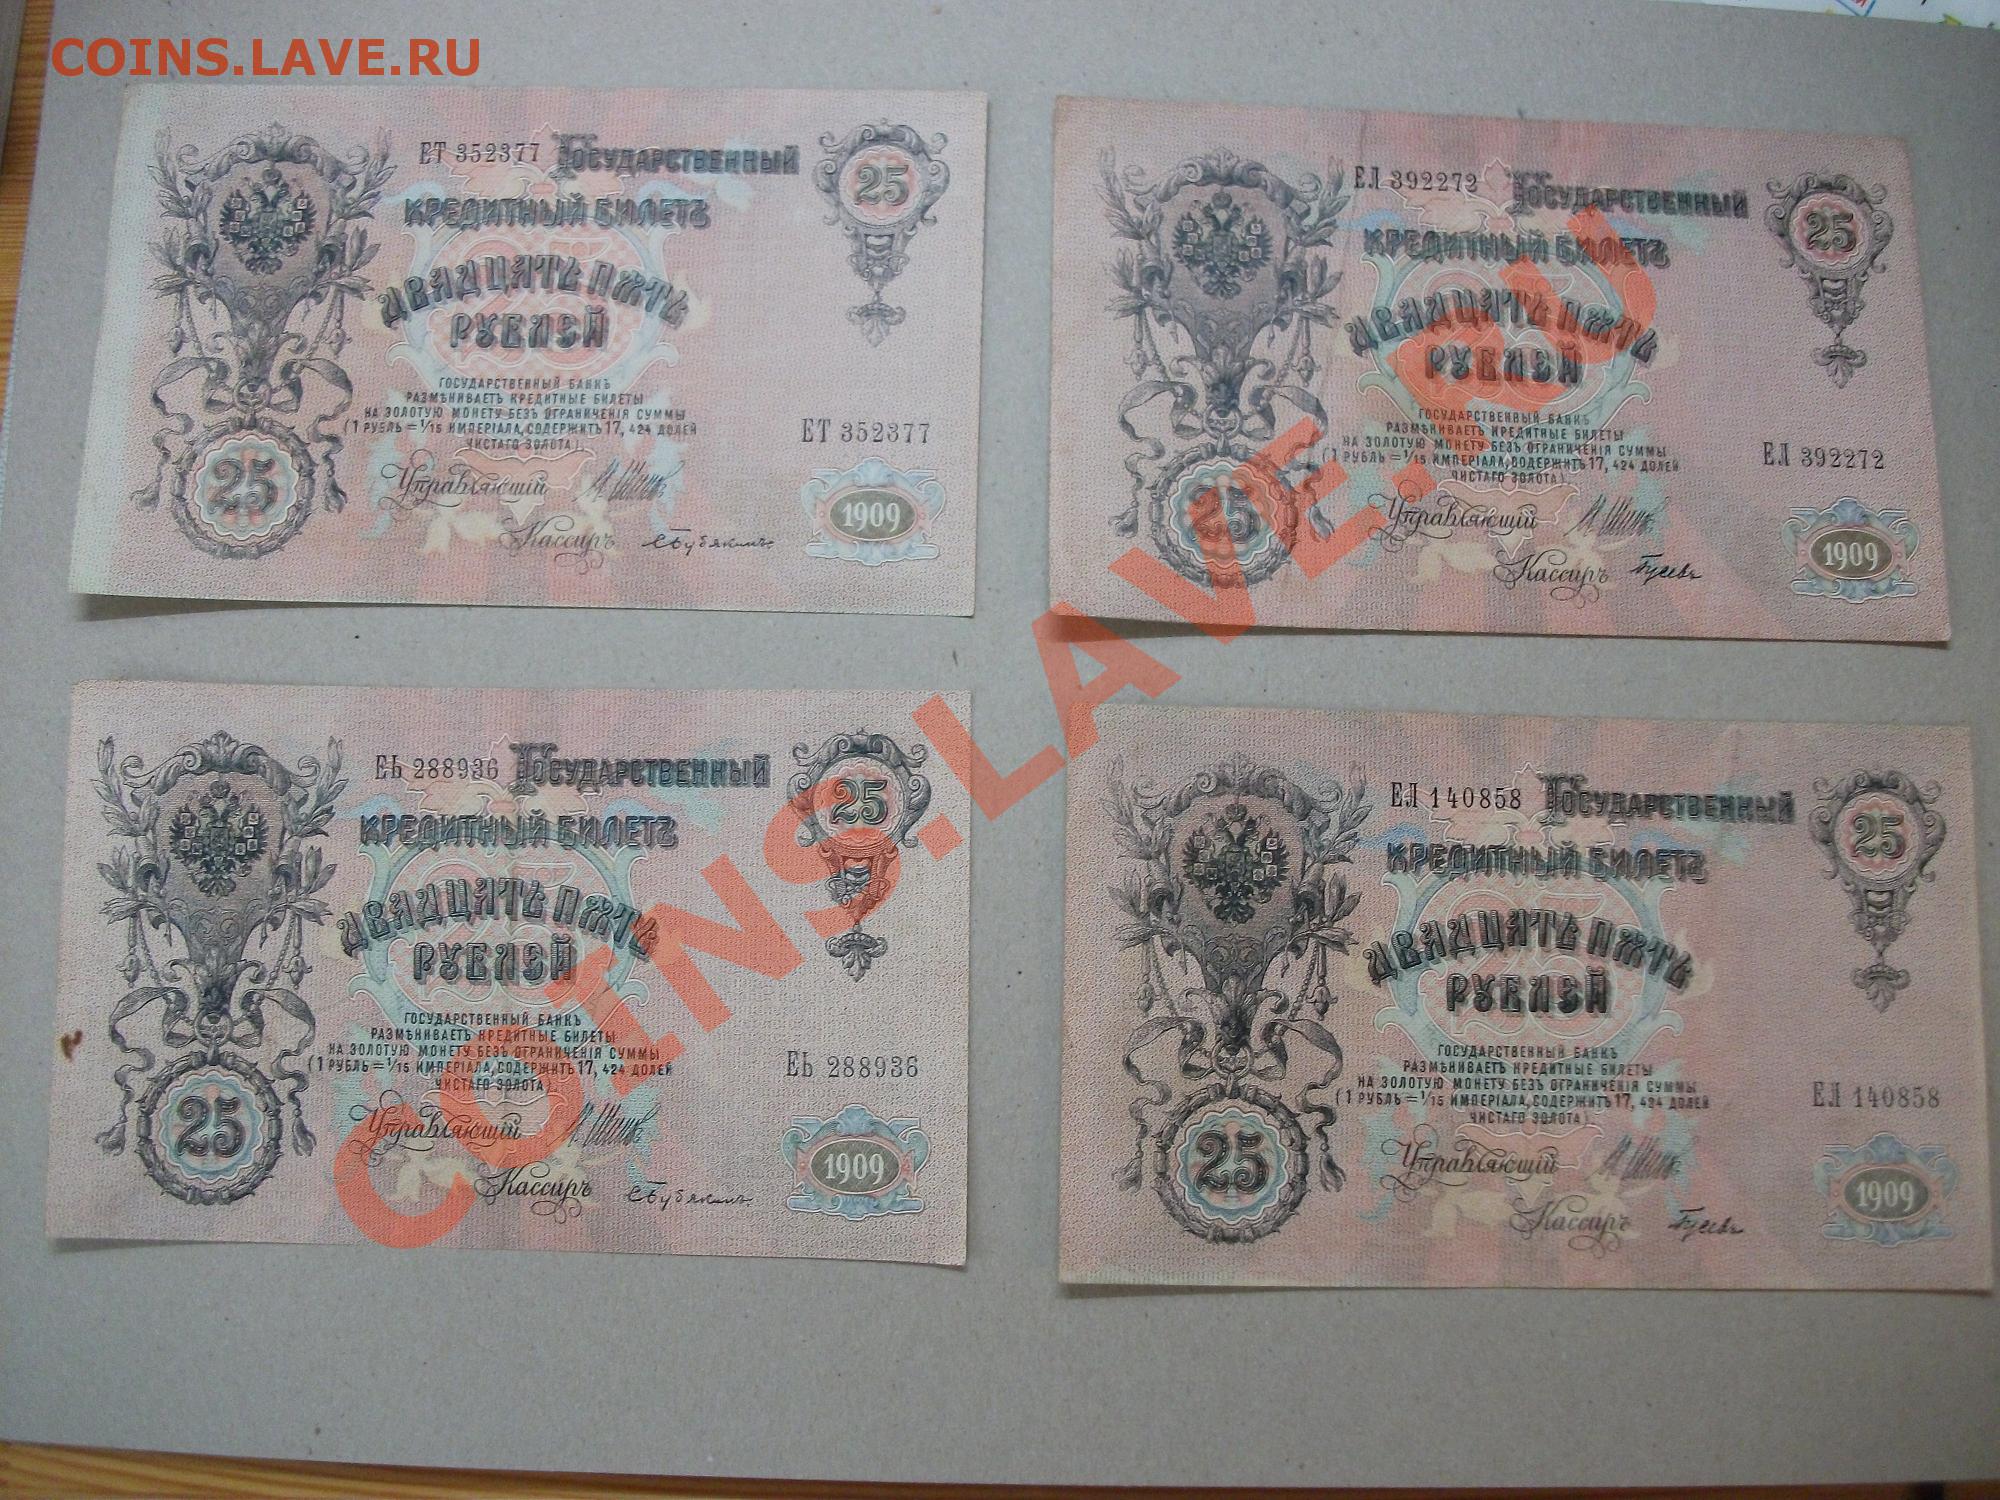 COINS.LAVE.RU
ЕТ 352377 Государственный
25
кредитный билетъ
двадцать пять
рублей
государственный банкъ
размѣниваетъ кредитные билеты
на золотую монету безъ ограниченія суммы
(1 рубль = 1/15 имперіала, содержитъ 17,424 долей
чистаго золота).
ЕТ 352377
25
Управляющій И Шипов
1909
Кассиръ СБубякинъ
ЕЛ 392272 Государственный
25
кредитный билетъ
двадцать пять
рублей
государственный банкъ
размѣниваетъ кредитные билеты
на золотую монету безъ ограниченія суммы
(1 рубль = 1/15 имперіала, содержитъ 17,424 долей
чистаго золота).
ЕЛ 392272
25
Управляющій И Шипов
1909
Кассиръ Гусевъ
ЕЬ 288936 Государственный
25
кредитный билетъ
двадцать пять
рублей
государственный банкъ
размѣниваетъ кредитные билеты
на золотую монету безъ ограниченія суммы
(1 рубль = 1/15 имперіала, содержитъ 17,424 долей
чистаго золота).
ЕЬ 288936
25
Управляющій И Шипов
1909
Кассиръ СБубякинъ
ЕЛ 140858 Государственный
25
кредитный билетъ
двадцать пять
рублей
государственный банкъ
размѣниваетъ кредитные билеты
на золотую монету безъ ограниченія суммы
(1 рубль = 1/15 имперіала, содержитъ 17,424 долей
чистаго золота).
ЕЛ 140858
25
Управляющій И Шипов
1909
Кассиръ Гусевъ
COINS.LAVE.RU